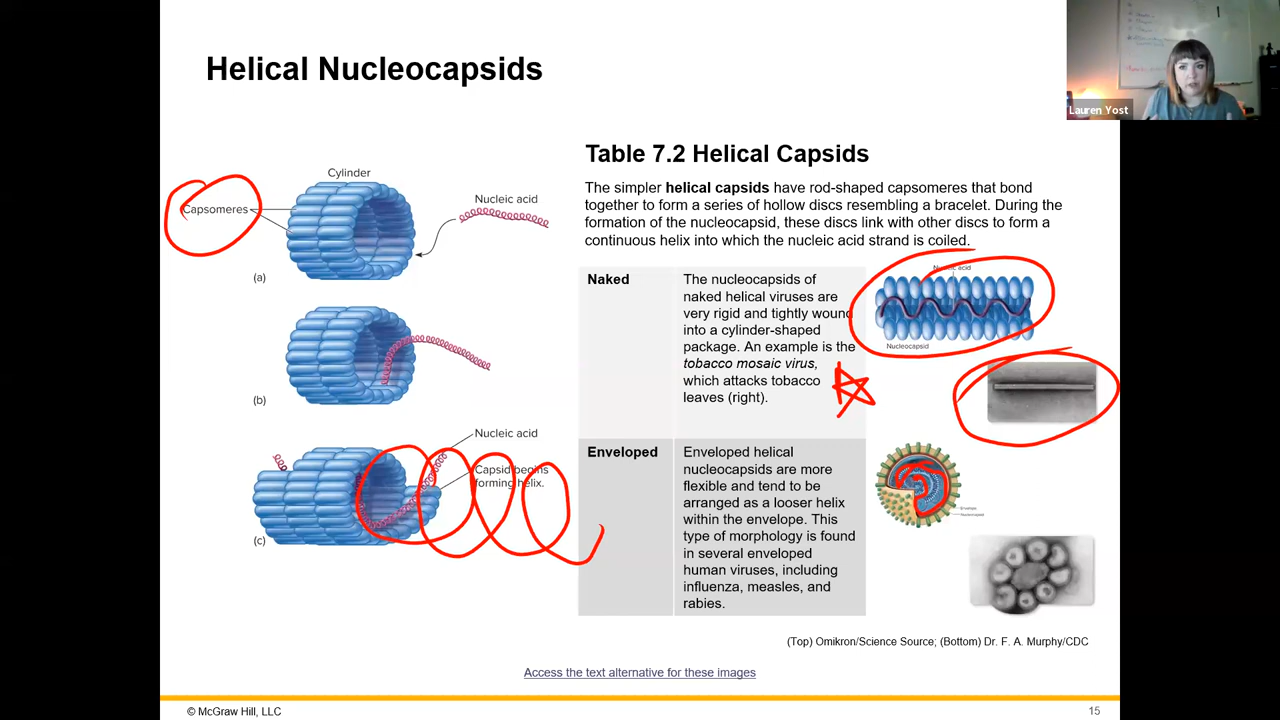 Helical Nucleocapsids
Lauren Yost
Cylinder
Capsomeres
Nucleic acid
(a)
(b)
Nucleic acid
Capsid begins
forming helix.
(c)
Table 7.2 Helical Capsids
The simpler helical capsids have rod-shaped capsomeres that bond
together to form a series of hollow discs resembling a bracelet. During the
formation of the nucleocapsid, these discs link with other discs to form a
continuous helix into which the nucleic acid strand is coiled.
Naked
The nucleocapsids of
naked helical viruses are
very rigid and tightly wound
into a cylinder-shaped
package. An example is the
tobacco mosaic virus,
which attacks tobacco
leaves (right).
acid
Nucleocapsid
Enveloped
Enveloped helical
nucleocapsids are more
flexible and tend to be
arranged as a looser helix
within the envelope. This
type of morphology is found
in several enveloped
human viruses, including
influenza, measles, and
rabies.
Envelope
Nucleocapsid
(Top) Omikron/Science Source; (Bottom) Dr. F. A. Murphy/CDC
Access the text alternative for these images
© McGraw Hill, LLC
15